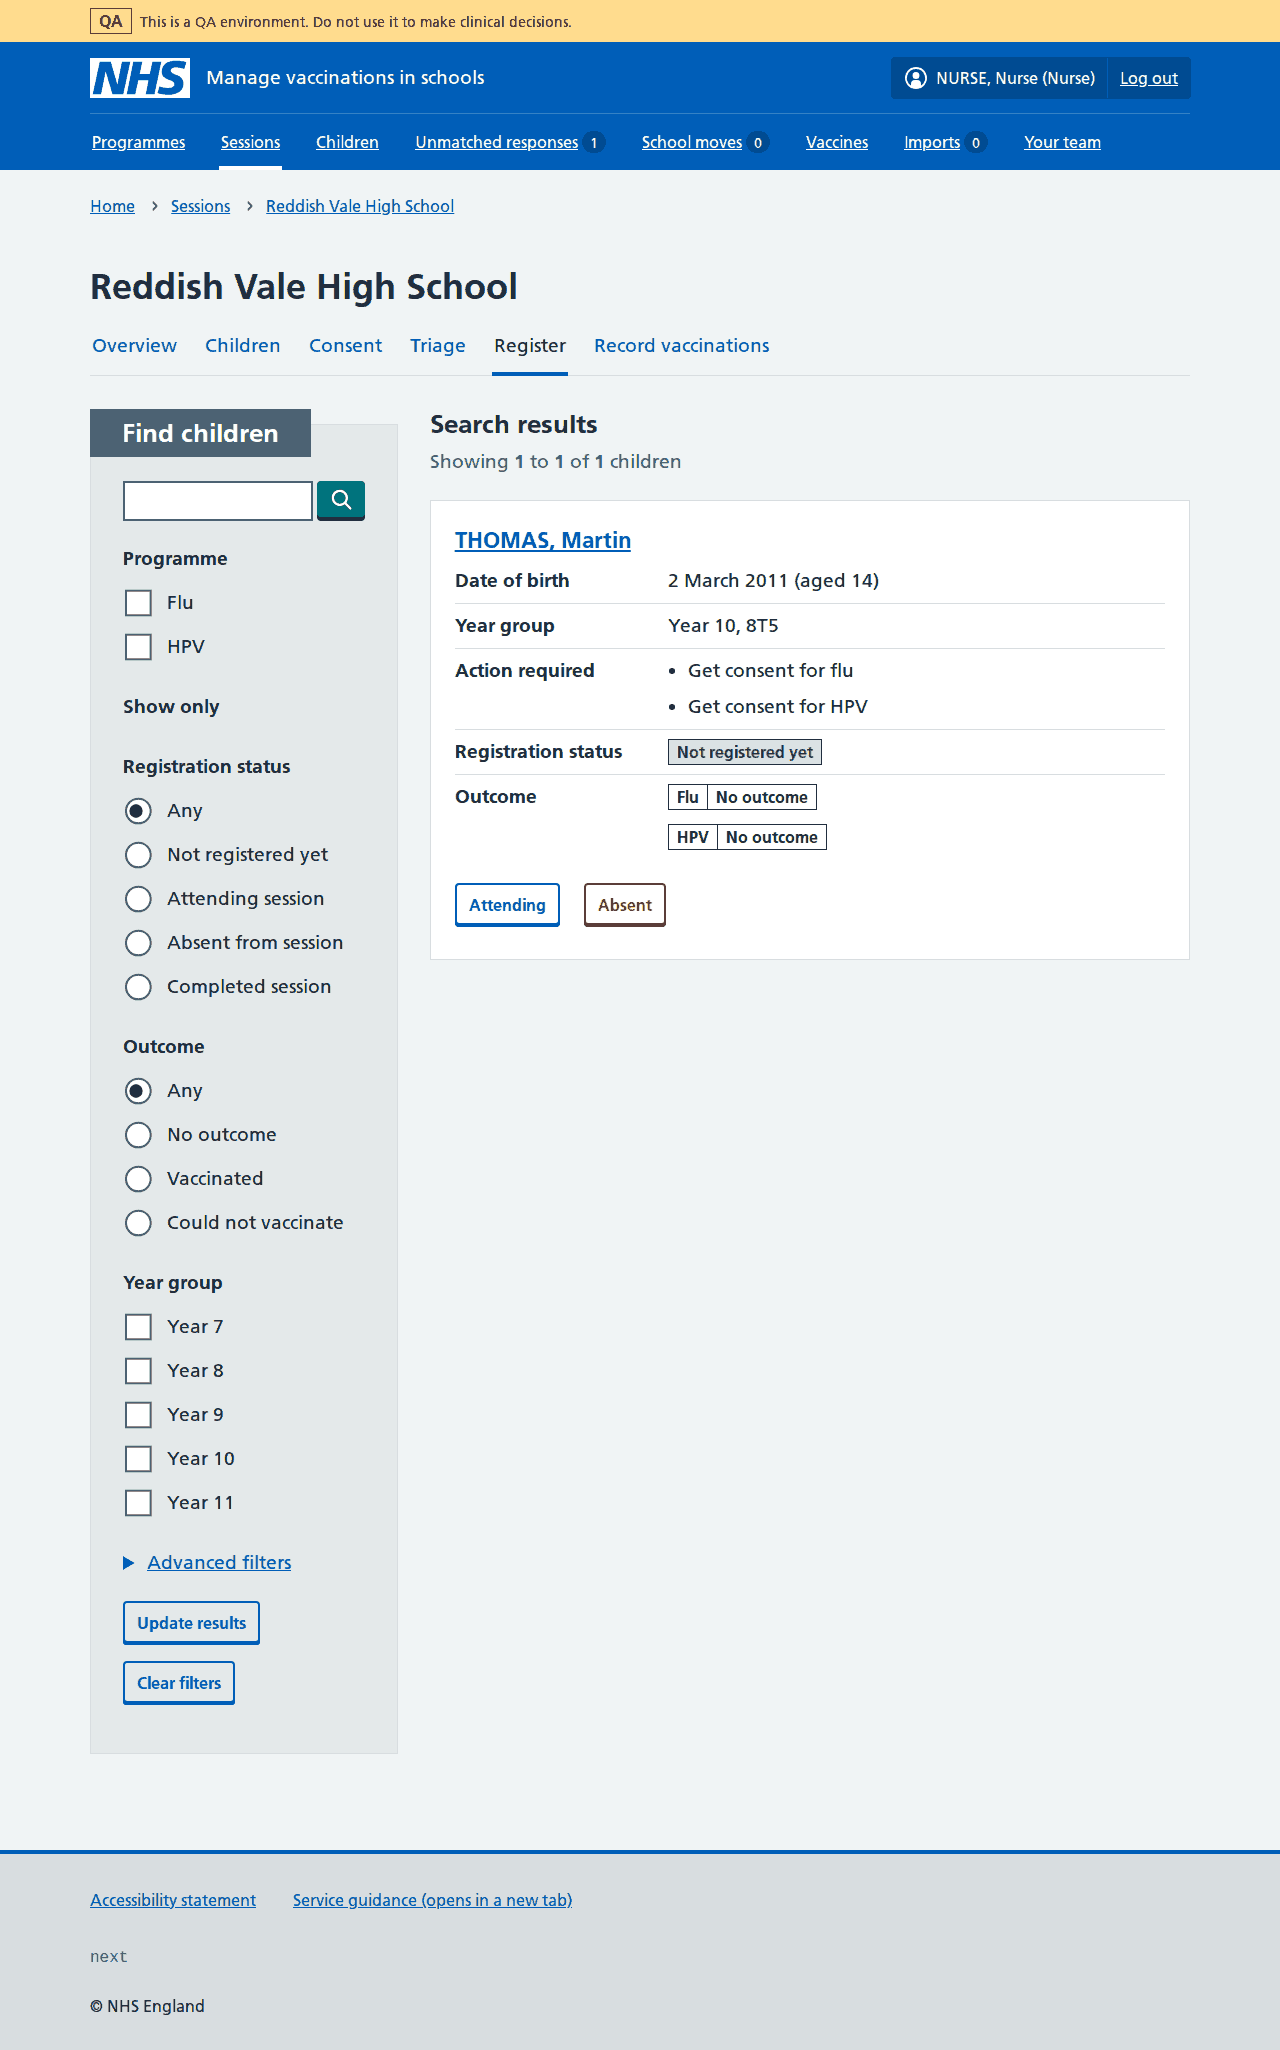 QA This is a QA environment. Do not use it to make clinical decisions.
NHS Manage vaccinations in schools NURSE, Nurse (Nurse) Log out
Programmes Sessions Children Unmatched responses 1 School moves 0 Vaccines Imports 0 Your team
Home Sessions Reddish Vale High School
Reddish Vale High School
Overview Children Consent Triage Register Record vaccinations
Find children
Programme
Flu
HPV
Show only
Registration status
Any
Not registered yet
Attending session
Absent from session
Completed session
Outcome
Any
No outcome
Vaccinated
Could not vaccinate
Year group
Year 7
Year 8
Year 9
Year 10
Year 11
Advanced filters
Update results
Clear filters
Search results
Showing 1 to 1 of 1 children
THOMAS, Martin
Date of birth 2 March 2011 (aged 14)
Year group Year 10, 8T5
Action required • Get consent for flu
• Get consent for HPV
Registration status Not registered yet
Outcome Flu No outcome
HPV No outcome
Attending Absent
Accessibility statement Service guidance (opens in a new tab)
next
© NHS England